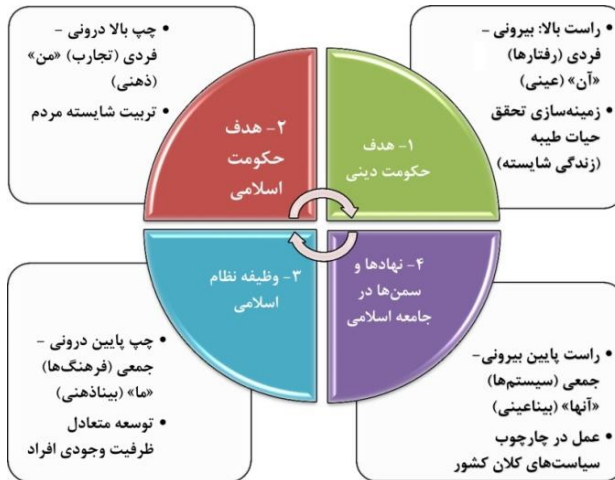 • راست بالا: بیرونی –
فردی (رفتارها)
«آن» (عینی)
• زمینه‌سازی تحقق
حیات طیبه
(زندگی شایسته)
• چپ بالا درونی –
فردی (تجارب) «من»
(ذهنی)
• تربیت شایسته مردم
۱- هدف
حکومت دینی
۲- هدف
حکومت
اسلامی
۳- وظیفه نظام
اسلامی
۴- نهادها و
سمن‌ها در
جامعه اسلامی
• راست پایین بیرونی–
جمعی (سیستم‌ها)
«آنها» (بیناعینی)
• عمل در چارچوب
سیاست‌های کلان کشور
• چپ پایین درونی –
جمعی (فرهنگ‌ها)
«ما» (بیناذهنی)
• توسعه متعادل
ظرفیت وجودی افراد